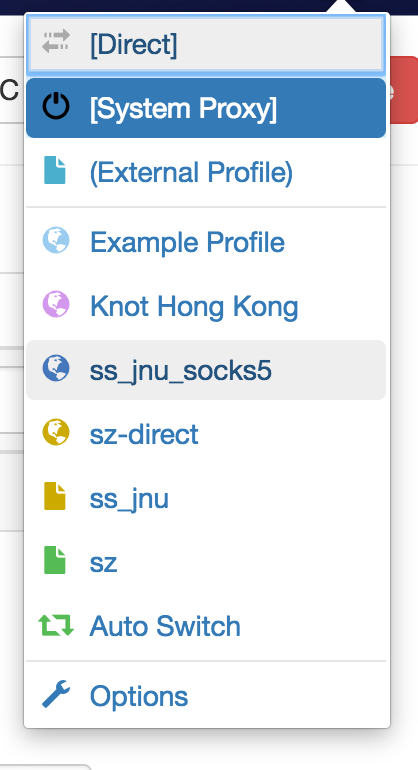 [Direct]
[System Proxy]
(External Profile)
Example Profile
Knot Hong Kong
ss_jnu_socks5
sz-direct
ss_jnu
sz
Auto Switch
Options